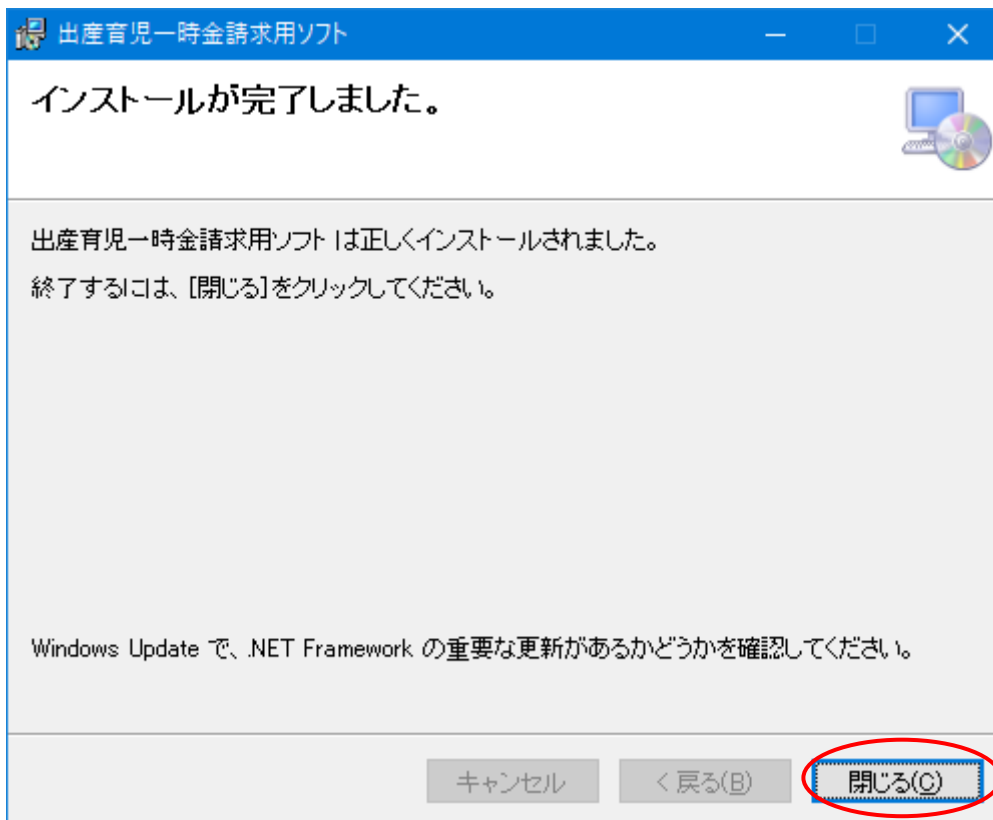 出産育児一時金請求用ソフト
インストールが完了しました。
出産育児一時金請求用ソフト は正しくインストールされました。
終了するには、[閉じる]をクリックしてください。
Windows Update で、.NET Framework の重要な更新があるかどうかを確認してください。
キャンセル
< 戻る(B)
閉じる(C)